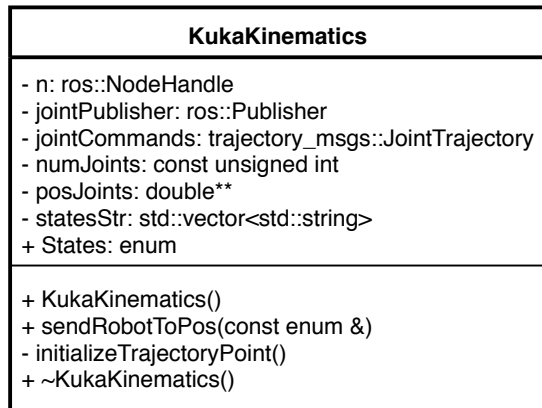 KukaKinematics
- n: ros::NodeHandle
- jointPublisher: ros::Publisher
- jointCommands: trajectory_msgs::JointTrajectory
- numJoints: const unsigned int
- posJoints: double**
- statesStr: std::vector<std::string>
+ States: enum
+ KukaKinematics()
+ sendRobotToPos(const enum &)
- initializeTrajectoryPoint()
+ ~KukaKinematics()